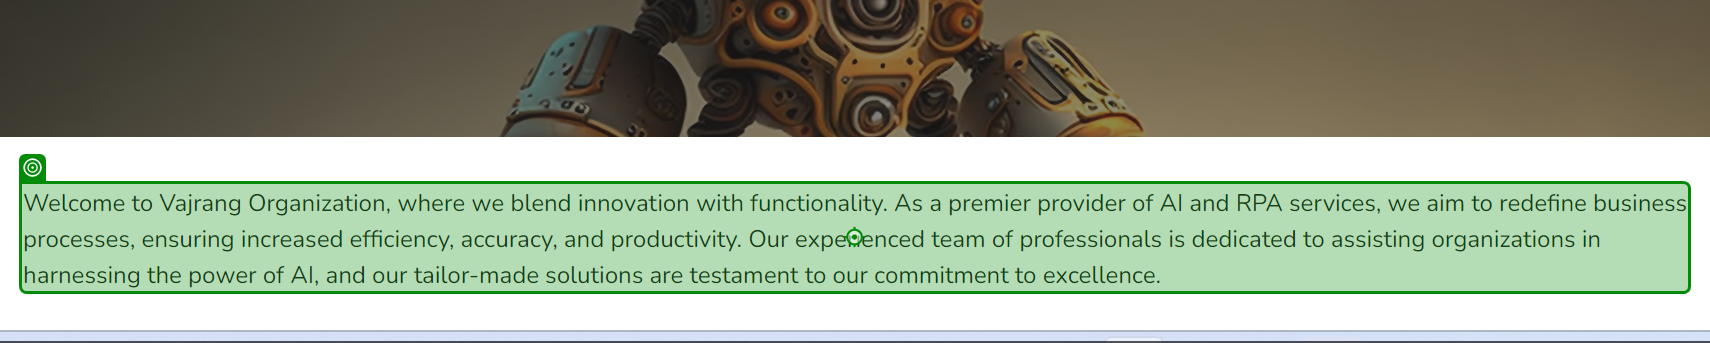 Welcome to Vajrang Organization, where we blend innovation with functionality. As a premier provider of AI and RPA services, we aim to redefine business
processes, ensuring increased efficiency, accuracy, and productivity. Our experienced team of professionals is dedicated to assisting organizations in
harnessing the power of AI, and our tailor-made solutions are testament to our commitment to excellence.